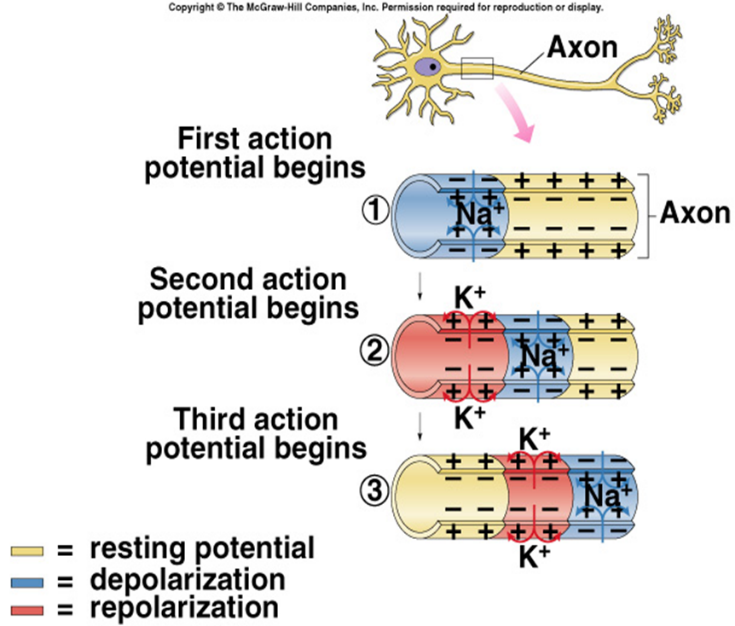 Copyright © The McGraw-Hill Companies, Inc. Permission required for reproduction or display.
Axon
First action
potential begins
− − + + + +
+ + − − − −
1 Na+ Axon
+ + − − − −
− − + + + +
Second action
potential begins
K+
+ + − − + +
− − + + − −
2 Na+
− − + + − −
+ + − − + +
K+
Third action
potential begins
K+
+ + + + − −
− − − − + +
3 Na+
− − − − + +
+ + + + − −
K+
= resting potential
= depolarization
= repolarization